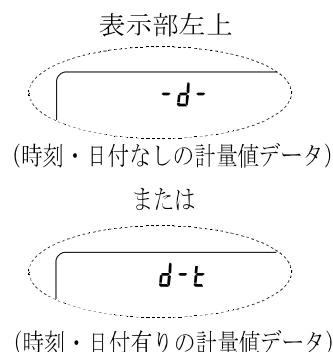 表示部左上
-d-
(時刻・日付なしの計量値データ)
または
d-t
(時刻・日付有りの計量値データ)